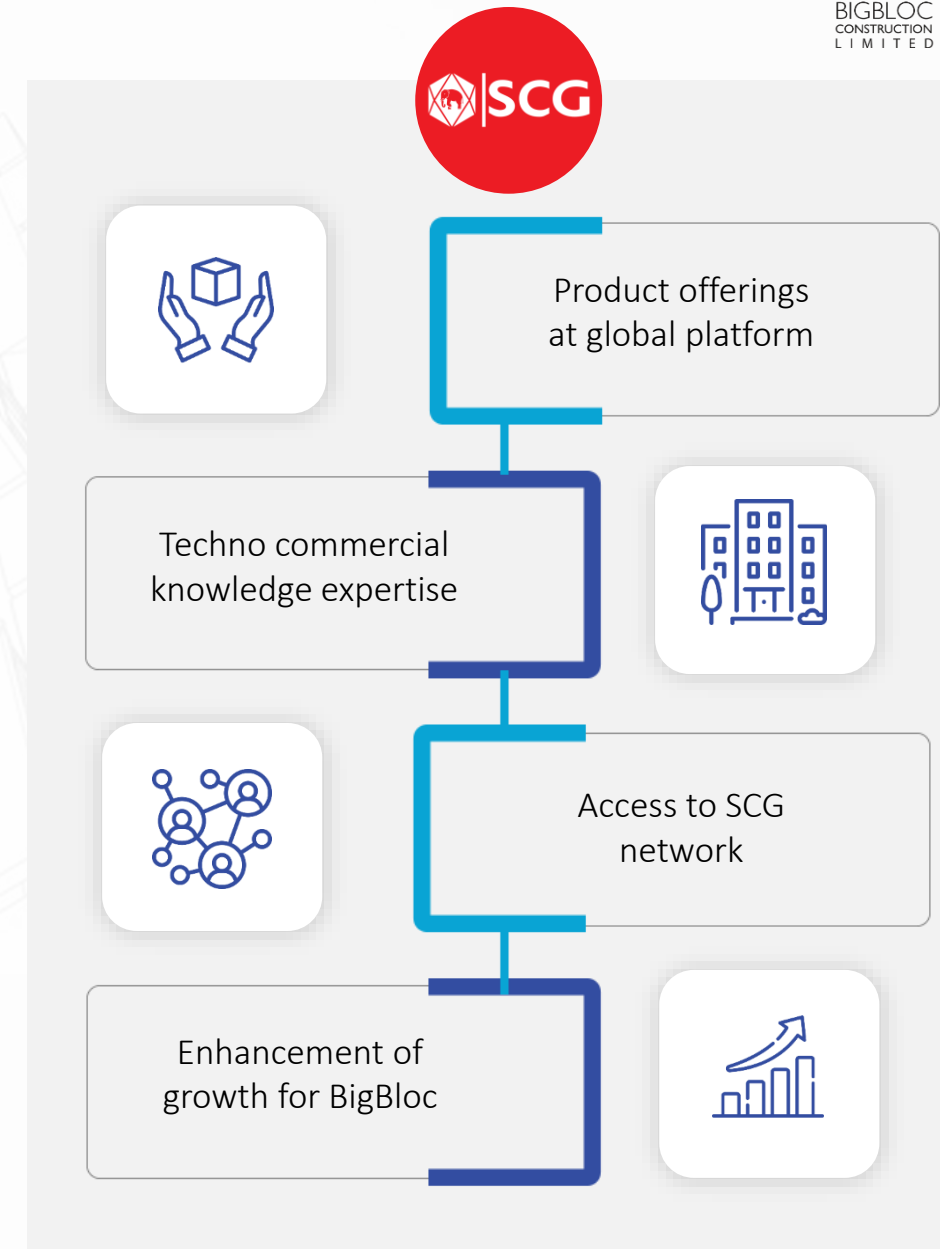 BIGBLOC
CONSTRUCTION
LIMITED
SCG
Product offerings
at global platform
Techno commercial
knowledge expertise
Access to SCG
network
Enhancement of
growth for BigBloc